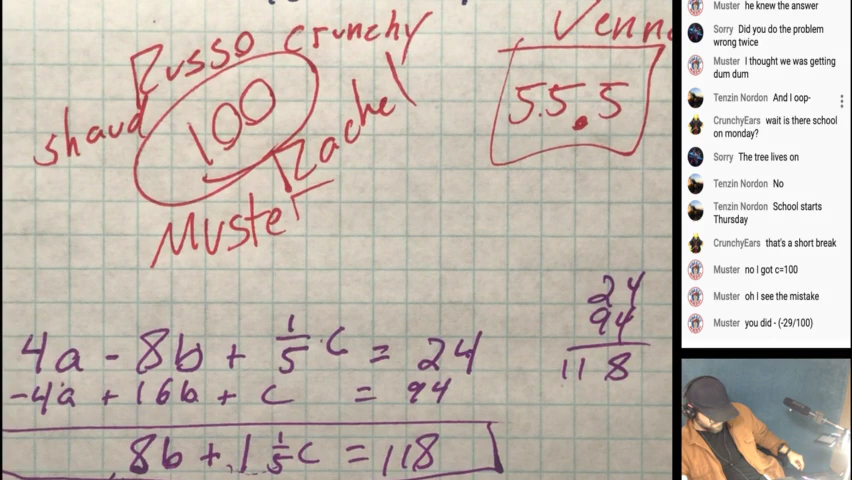 Russo Crunchy
shaud
100
Rachel
Muster
Venn
55.5
24
94
118
4a - 8b + 1/5 · c = 24
-4a + 16b + c = 94
8b + 1 1/5 c = 118
Muster he knew the answer
Sorry Did you do the problem
wrong twice
Muster I thought we was getting
dum dum
Tenzin Nordon And I oop-
CrunchyEars wait is there school
on monday?
Sorry The tree lives on
Tenzin Nordon No
Tenzin Nordon School starts
Thursday
CrunchyEars that's a short break
Muster no I got c=100
Muster oh I see the mistake
Muster you did - (-29/100)